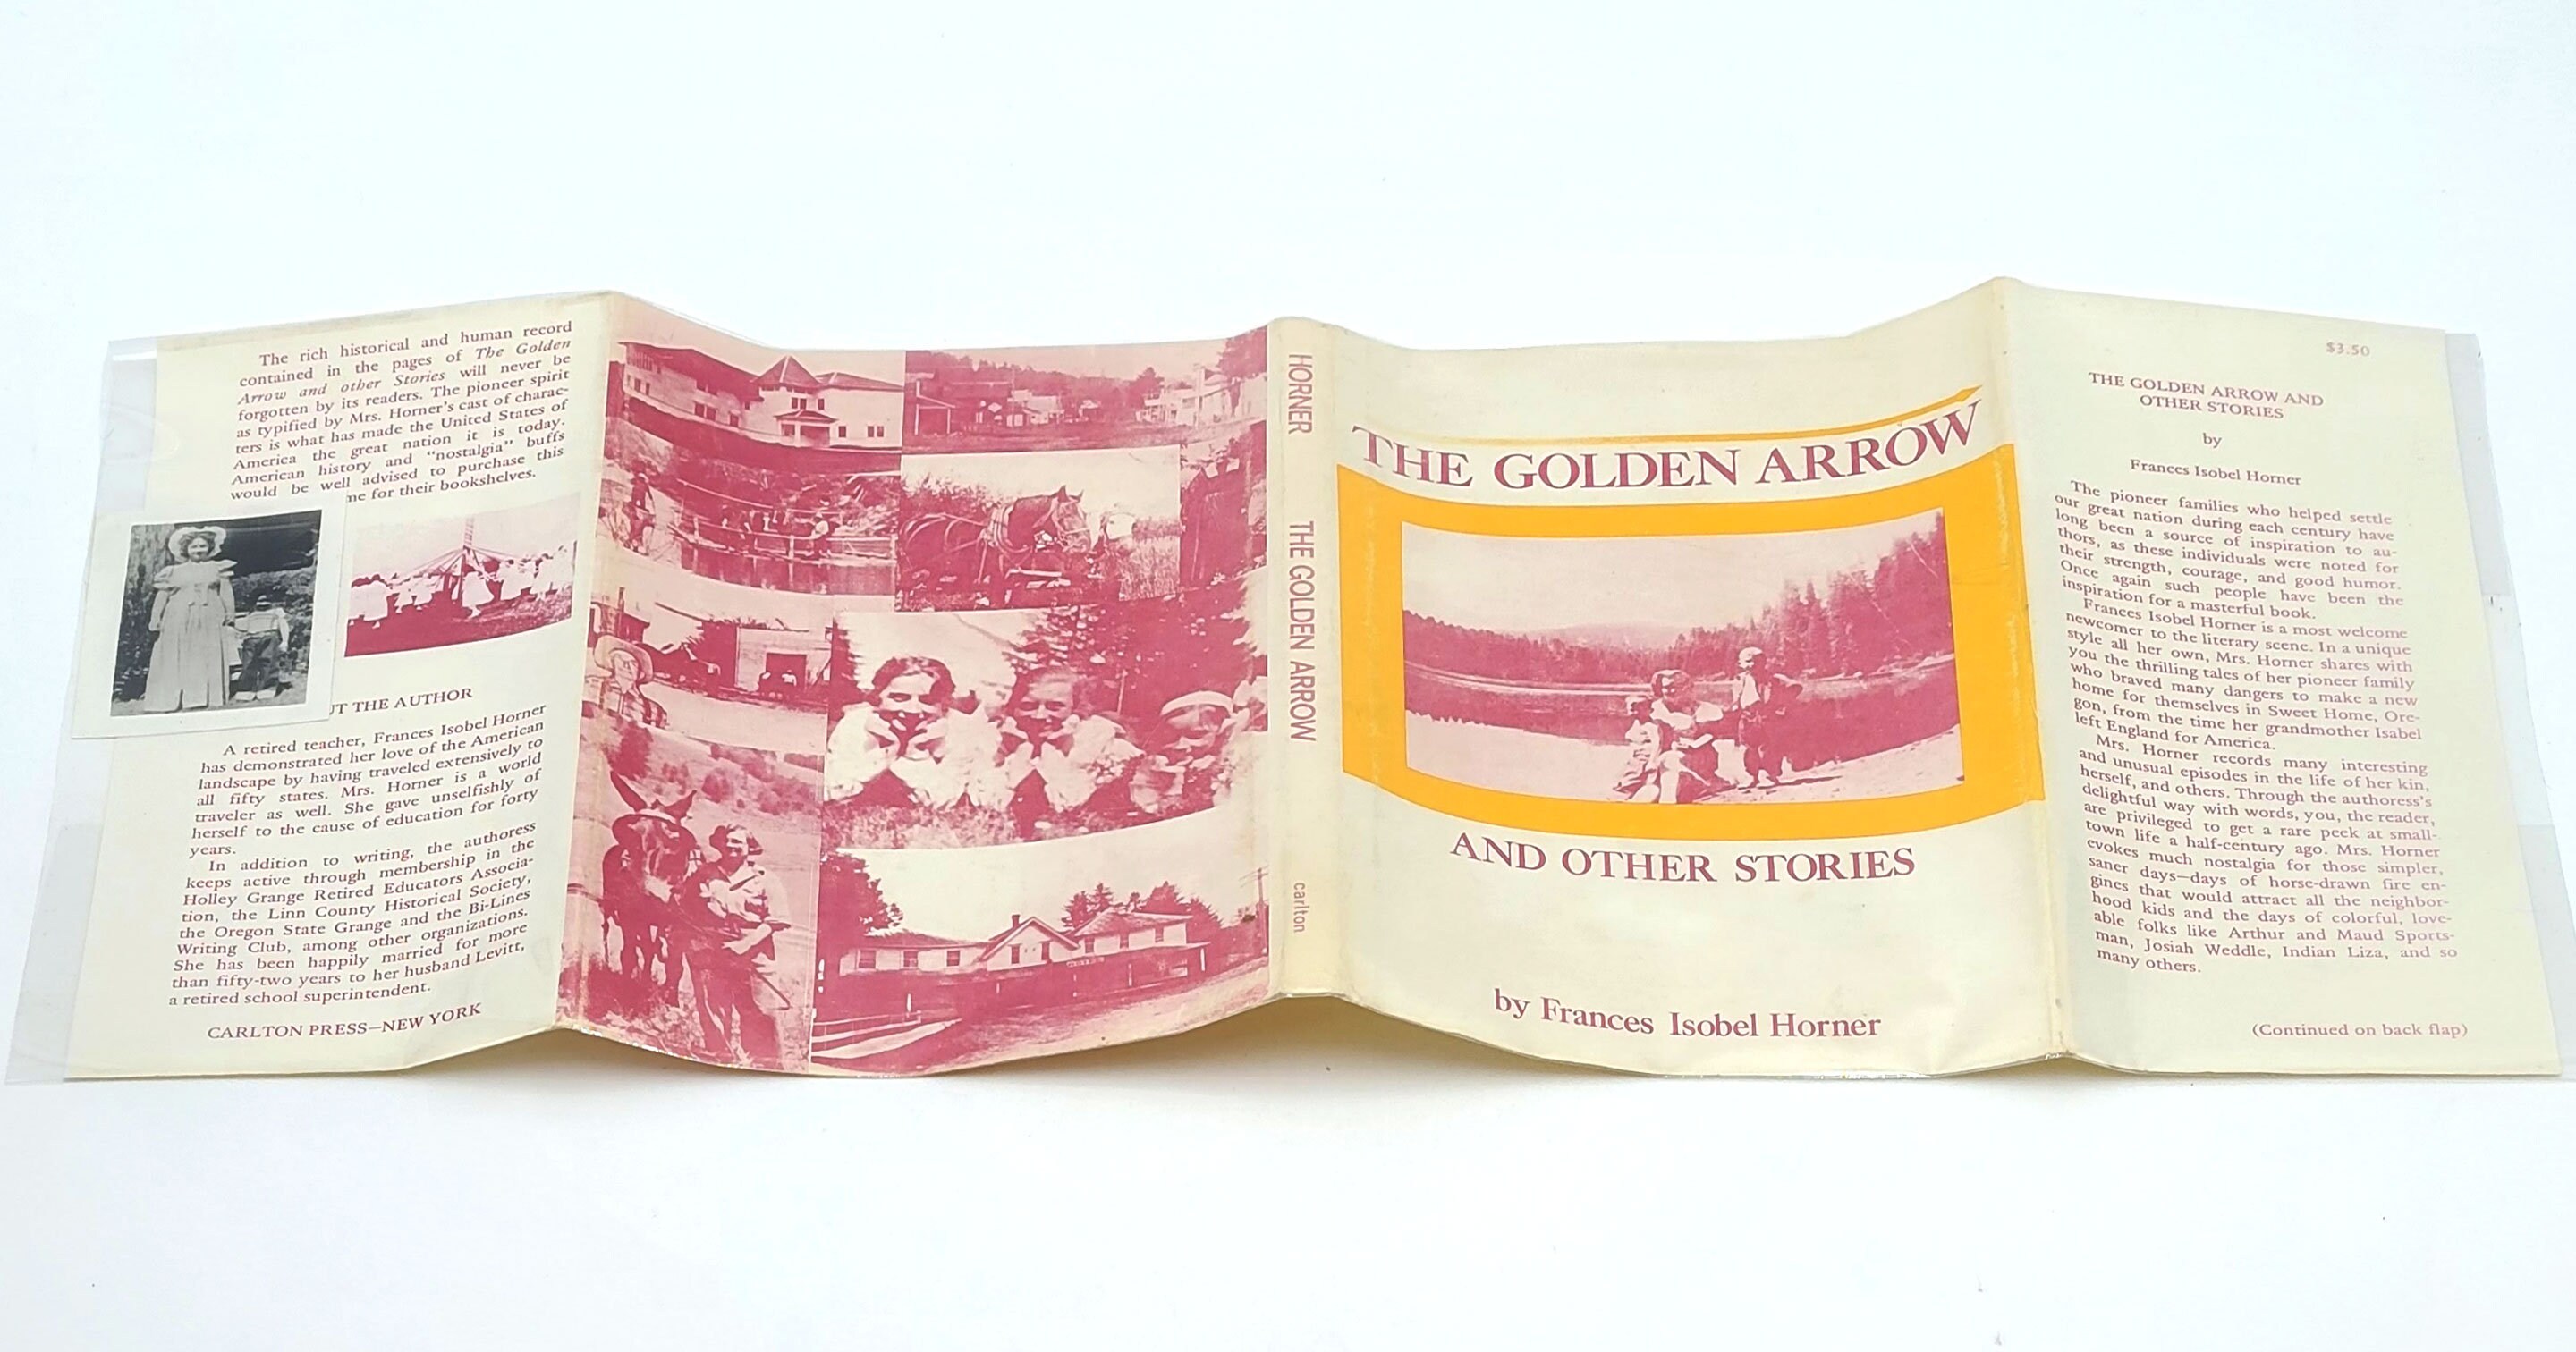 The rich historical and human record
contained in the pages of The Golden
Arrow and other Stories will never be
forgotten by its readers. The pioneer spirit
as typified by Mrs. Horner's cast of charac-
ters is what has made the United States of
America the great nation it is today.
American history and "nostalgia" buffs
would be well advised to purchase this
me for their bookshelves.
UT THE AUTHOR
A retired teacher, Frances Isobel Horner
has demonstrated her love of the American
landscape by having traveled extensively to
all fifty states. Mrs. Horner is a world
traveler as well. She gave unselfishly of
herself to the cause of education for forty
years.
In addition to writing, the authoress
keeps active through membership in the
Holley Grange Retired Educators Associa-
tion, the Linn County Historical Society,
the Oregon State Grange and the Bi-Lines
Writing Club, among other organizations.
She has been happily married for more
than fifty-two years to her husband Levitt,
a retired school superintendent.
CARLTON PRESS—NEW YORK
HORNER
THE GOLDEN ARROW
carlton
THE GOLDEN ARROW
AND OTHER STORIES
by Frances Isobel Horner
$3.50
THE GOLDEN ARROW AND
OTHER STORIES
by
Frances Isobel Horner
The pioneer families who helped settle
our great nation during each century have
long been a source of inspiration to au-
thors, as these individuals were noted for
their strength, courage, and good humor.
Once again such people have been the
inspiration for a masterful book.
Frances Isobel Horner is a most welcome
newcomer to the literary scene. In a unique
style all her own, Mrs. Horner shares with
you the thrilling tales of her pioneer family
who braved many dangers to make a new
home for themselves in Sweet Home, Ore-
gon, from the time her grandmother Isabel
left England for America.
Mrs. Horner records many interesting
and unusual episodes in the life of her kin,
herself, and others. Through the authoress's
delightful way with words, you, the reader,
are privileged to get a rare peek at small-
town life a half-century ago. Mrs. Horner
evokes much nostalgia for those simpler,
saner days—days of horse-drawn fire en-
gines that would attract all the neighbor-
hood kids and the days of colorful, love-
able folks like Arthur and Maud Sports-
man, Josiah Weddle, Indian Liza, and so
many others.
(Continued on back flap)